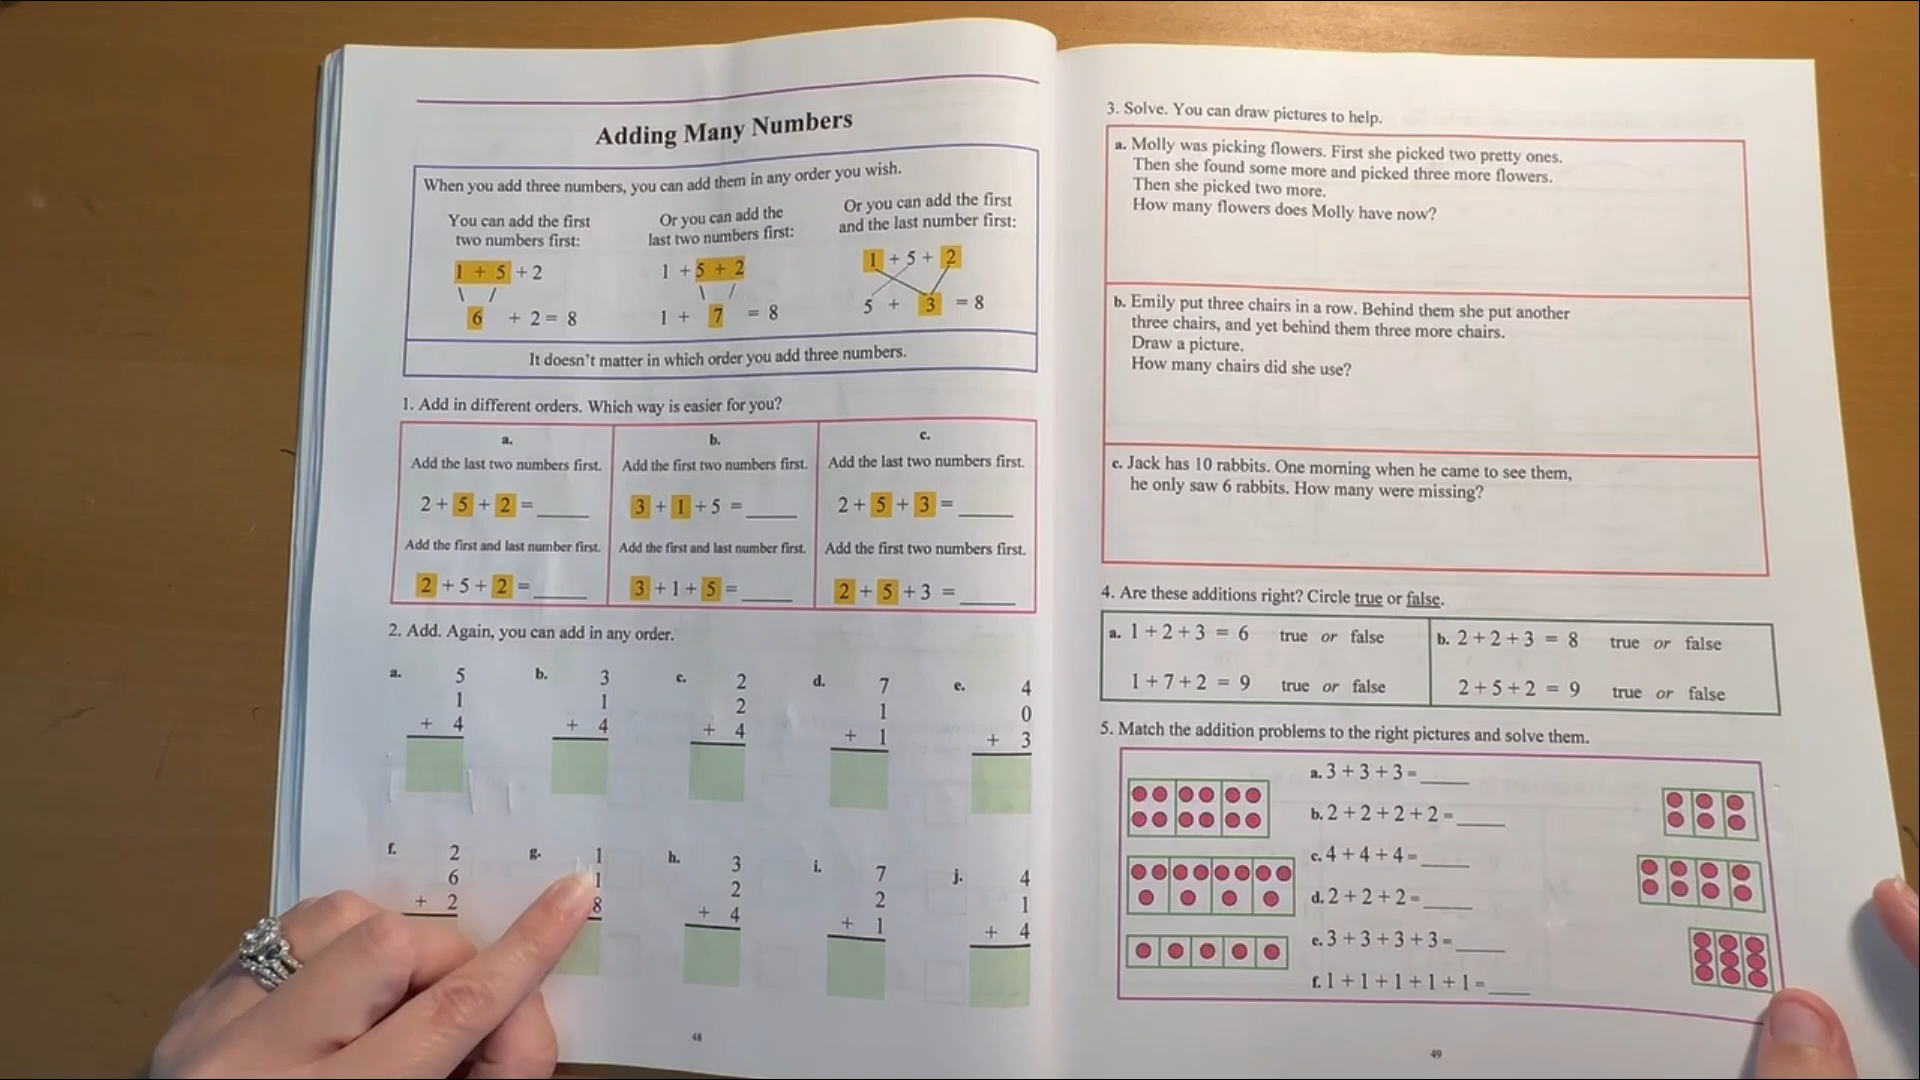 Adding Many Numbers
When you add three numbers, you can add them in any order you wish.
You can add the first
two numbers first:
1 + 5 + 2
6 + 2 = 8
Or you can add the
last two numbers first:
1 + 5 + 2
1 + 7 = 8
Or you can add the first
and the last number first:
1 + 5 + 2
5 + 3 = 8
It doesn't matter in which order you add three numbers.
1. Add in different orders. Which way is easier for you?
a.
Add the last two numbers first.
2 + 5 + 2 = ____
Add the first and last number first.
2 + 5 + 2 = ____
b.
Add the first two numbers first.
3 + 1 + 5 = ____
Add the first and last number first.
3 + 1 + 5 = ____
c.
Add the last two numbers first.
2 + 5 + 3 = ____
Add the first two numbers first.
2 + 5 + 3 = ____
2. Add. Again, you can add in any order.
a. 5
1
+ 4
b. 3
1
+ 4
c. 2
2
+ 4
d. 7
1
+ 1
e. 4
0
+ 3
f. 2
6
+ 2
g. 1
1
8
h. 3
2
+ 4
i. 7
2
+ 1
j. 4
1
+ 4
48
3. Solve. You can draw pictures to help.
a. Molly was picking flowers. First she picked two pretty ones.
Then she found some more and picked three more flowers.
Then she picked two more.
How many flowers does Molly have now?
b. Emily put three chairs in a row. Behind them she put another
three chairs, and yet behind them three more chairs.
Draw a picture.
How many chairs did she use?
c. Jack has 10 rabbits. One morning when he came to see them,
he only saw 6 rabbits. How many were missing?
4. Are these additions right? Circle true or false.
a. 1 + 2 + 3 = 6 true or false
1 + 7 + 2 = 9 true or false
b. 2 + 2 + 3 = 8 true or false
2 + 5 + 2 = 9 true or false
5. Match the addition problems to the right pictures and solve them.
a. 3 + 3 + 3 = ____
b. 2 + 2 + 2 + 2 = ____
c. 4 + 4 + 4 = ____
d. 2 + 2 + 2 = ____
e. 3 + 3 + 3 + 3 = ____
f. 1 + 1 + 1 + 1 + 1 = ____
49